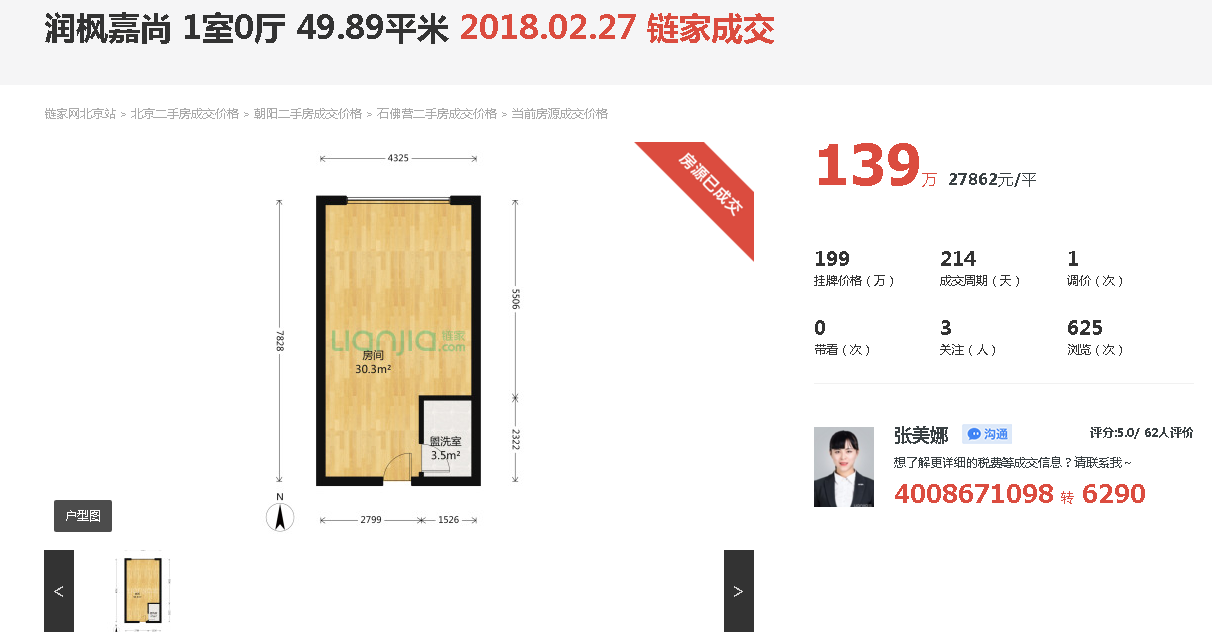 润枫嘉尚 1室0厅 49.89平米 2018.02.27 链家成交
链家网北京站 > 北京二手房成交价格 > 朝阳二手房成交价格 > 石佛营二手房成交价格 > 当前房源成交价格
房源已成交
4325
7828
5506
2322
LIANJIA 链家 .com
房间
30.3m²
盥洗室
3.5m²
N
2799
1526
户型图
<
>
139万 27862元/平
199 214 1
挂牌价格（万） 成交周期（天） 调价（次）
0 3 625
带看（次） 关注（人） 浏览（次）
张美娜 沟通 评分:5.0/ 62人评价
想了解更详细的税费等成交信息？请联系我～
4008671098 转 6290